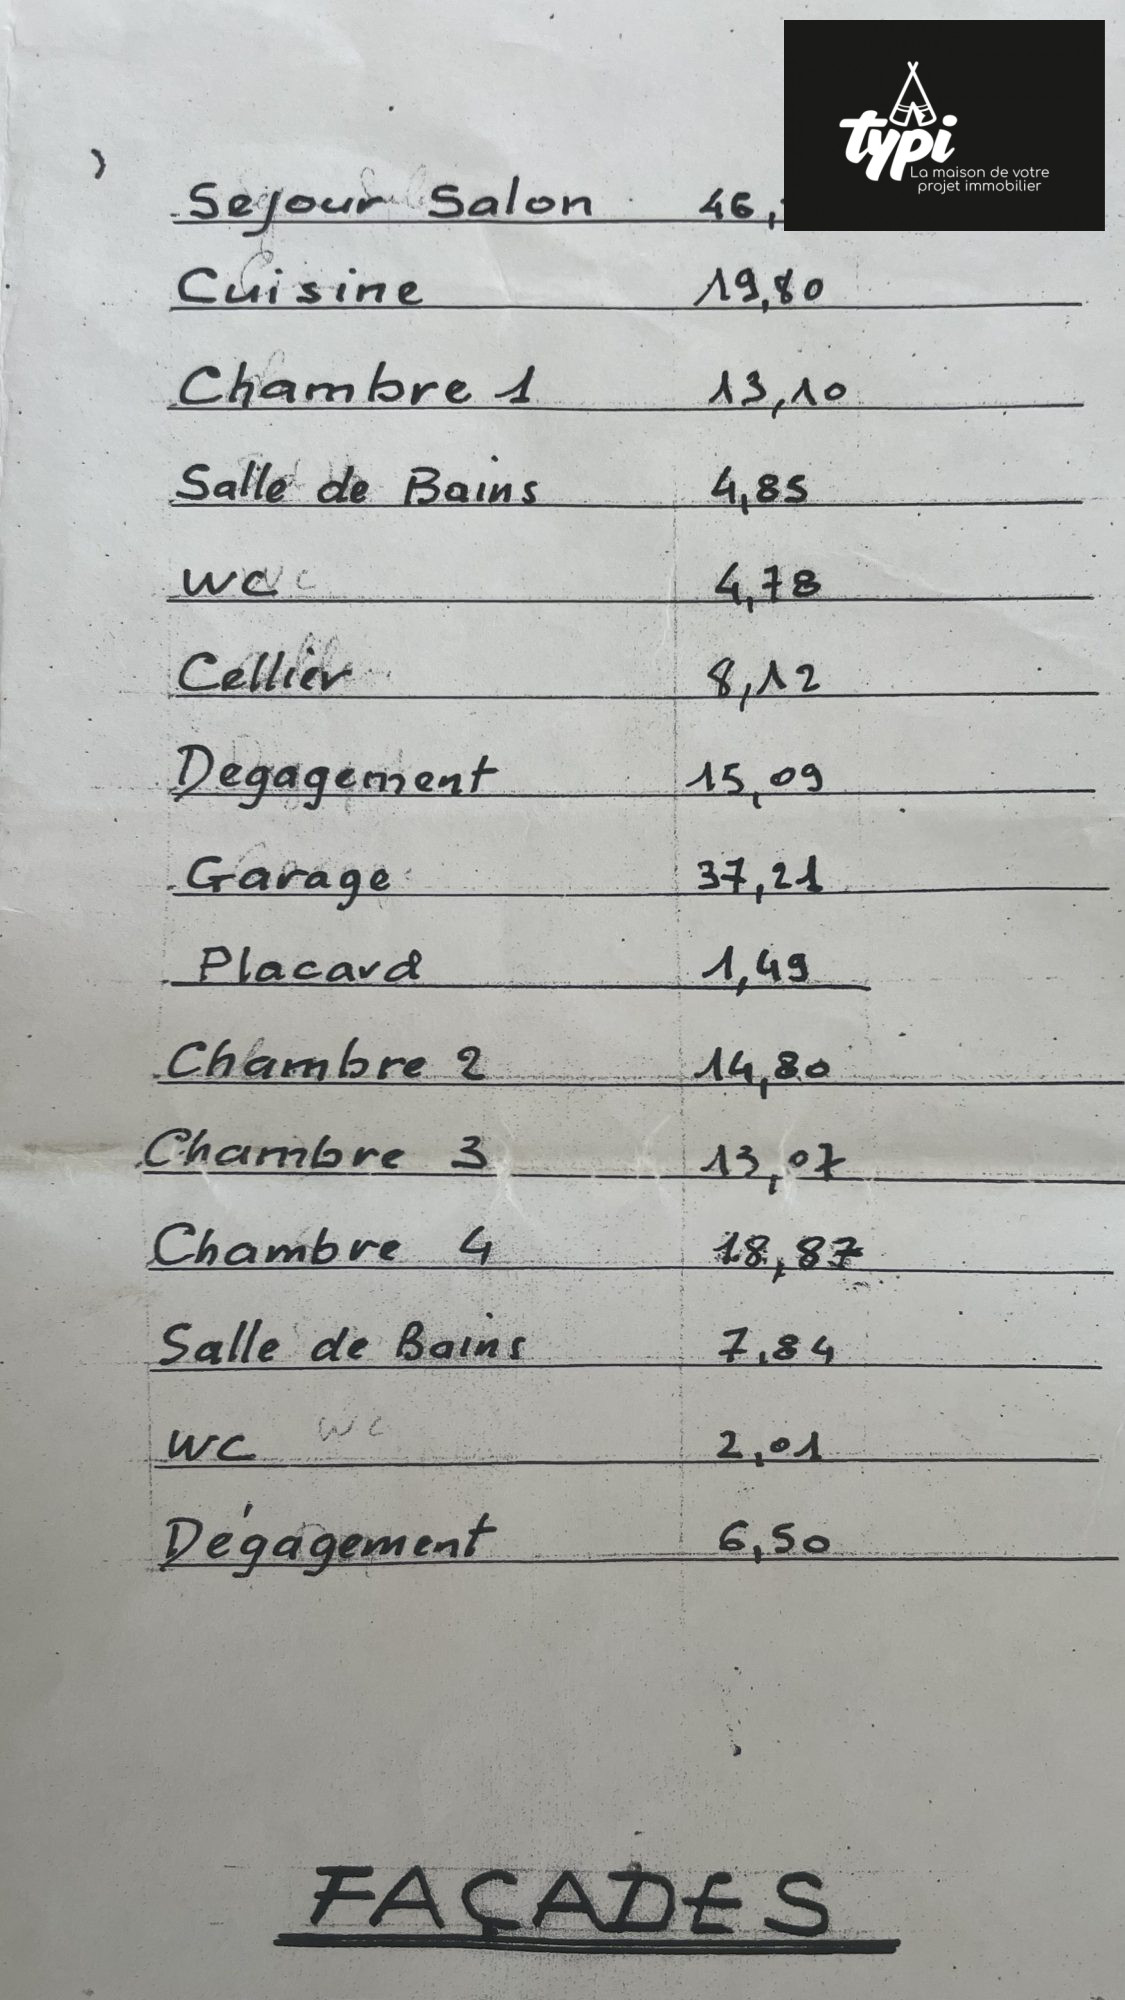 typi
La maison de votre
projet immobilier
Sejour Salon 46,
Cuisine 19,80
Chambre 1 13,10
Salle de Bains 4,85
WC 4,78
Cellier 8,12
Degagement 15,09
Garage 37,21
Placard 1,49
Chambre 2 14,80
Chambre 3 13,07
Chambre 4 18,87
Salle de Bains 7,84
WC WC 2,01
Dégagement 6,50
FAÇADES